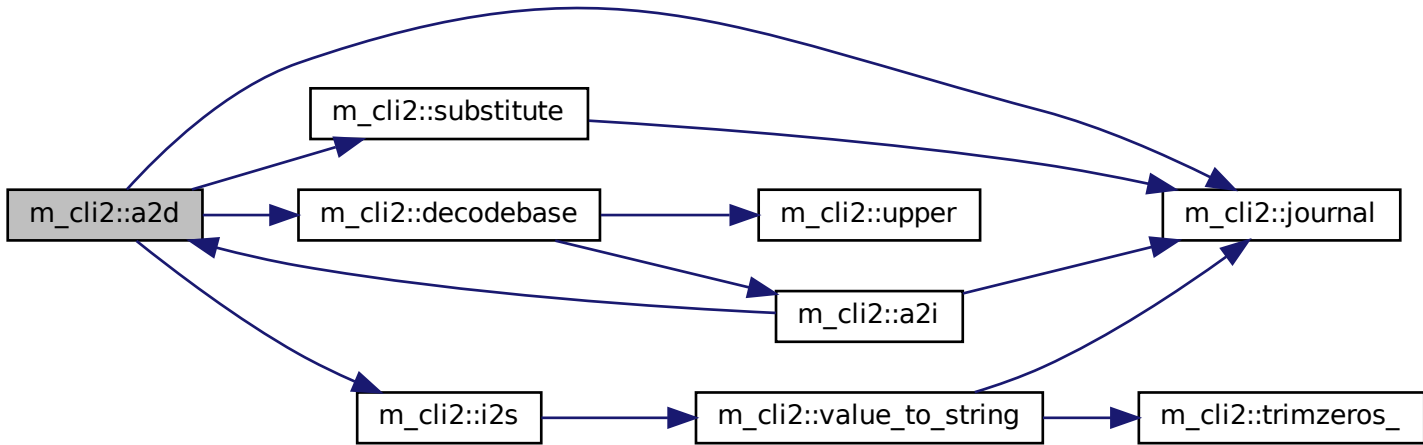 m_cli2::substitute
m_cli2::a2d
m_cli2::decodebase
m_cli2::upper
m_cli2::journal
m_cli2::a2i
m_cli2::i2s
m_cli2::value_to_string
m_cli2::trimzeros_